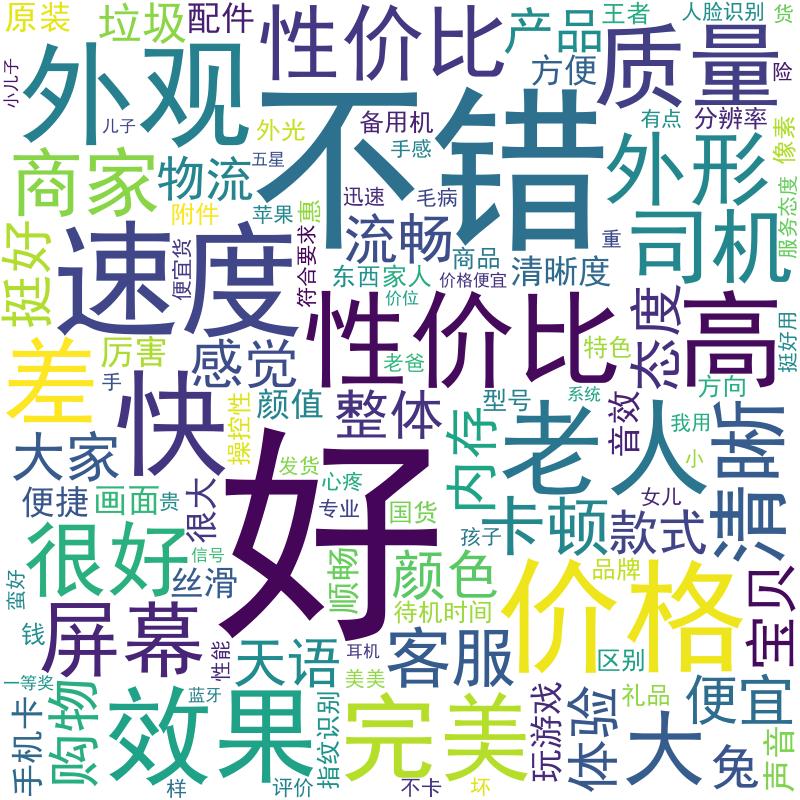 原装
垃圾
配件
性价比
产品
王者
人脸识别
货
小儿子
外观
儿子
外光
五星
不错
备用机
手感
方便
质量
有点
分辨率
险
像素
商家
物流
附件
苹果
惠
迅速
毛病
流畅
商品
清晰度
外形
司机
重
服务态度
挺好
速度
便宜货
符合要求
东西家人
价格便宜
价位
性价比
态度
高
挺好用
差
厉害
手
快
感觉
颜值
操控性
整体
老爸
型号
特色
系统
音效
方向
我用
小
清晰
大家
便捷
画面
贵
很大
发货
心疼
专业
国货
内存
老人
卡顿
孩子
女儿
款式
很好
信号
丝滑
好
顺畅
颜色
待机时间
价格
品牌
宝贝
蛮好
钱
屏幕
性能
天语
耳机
美美
客服
区别
便宜
一等奖
手机卡
购物
效果
蓝牙
样
评价
指纹识别
完美
不卡
坏
玩游戏
体验
礼品
大
兔
声音